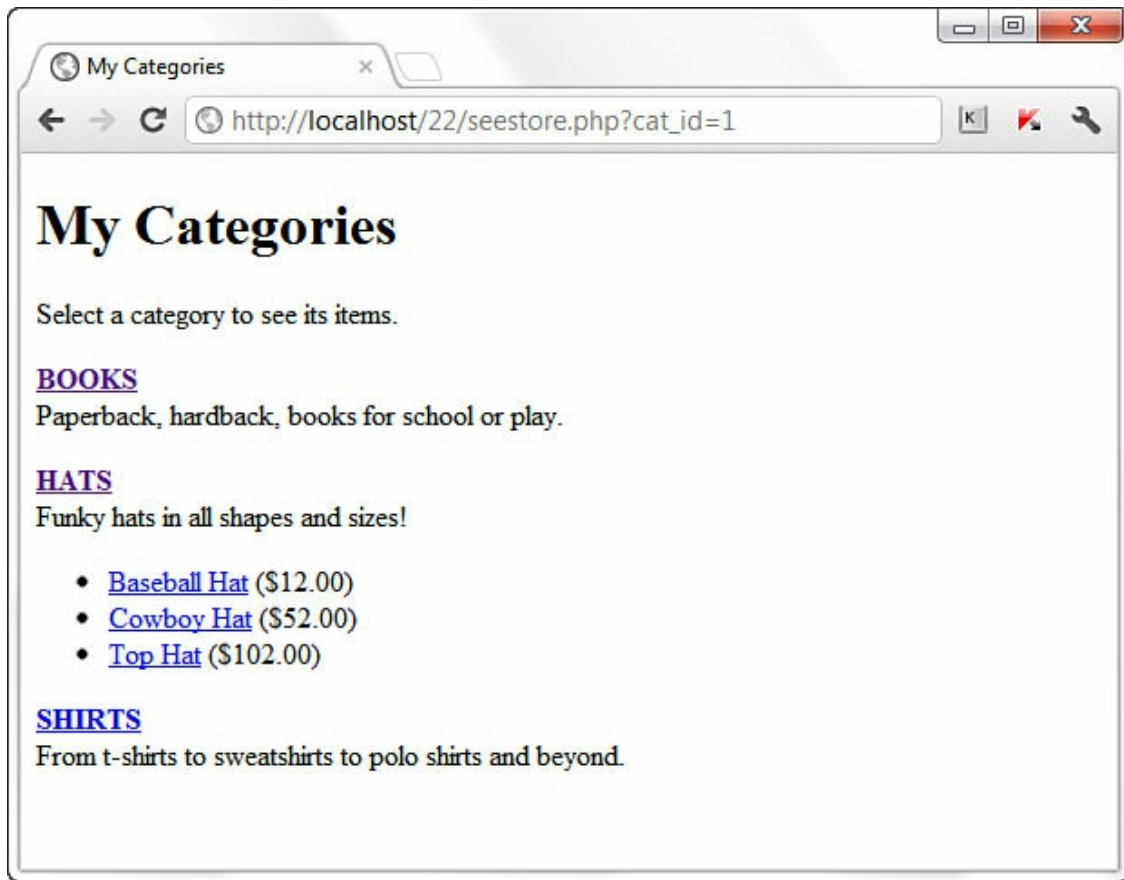 My Categories
http://localhost/22/seestore.php?cat_id=1
K
My Categories
Select a category to see its items.
BOOKS
Paperback, hardback, books for school or play.
HATS
Funky hats in all shapes and sizes!
• Baseball Hat ($12.00)
• Cowboy Hat ($52.00)
• Top Hat ($102.00)
SHIRTS
From t-shirts to sweatshirts to polo shirts and beyond.